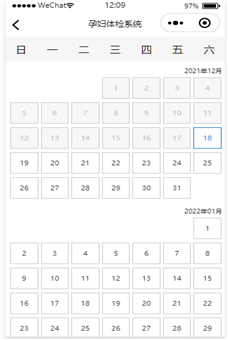 WeChat 12:09 97%
孕妇体检系统
日 一 二 三 四 五 六
2021年12月
1 2 3 4
5 6 7 8 9 10 11
12 13 14 15 16 17 18
19 20 21 22 23 24 25
26 27 28 29 30 31
2022年01月
1
2 3 4 5 6 7 8
9 10 11 12 13 14 15
16 17 18 19 20 21 22
23 24 25 26 27 28 29